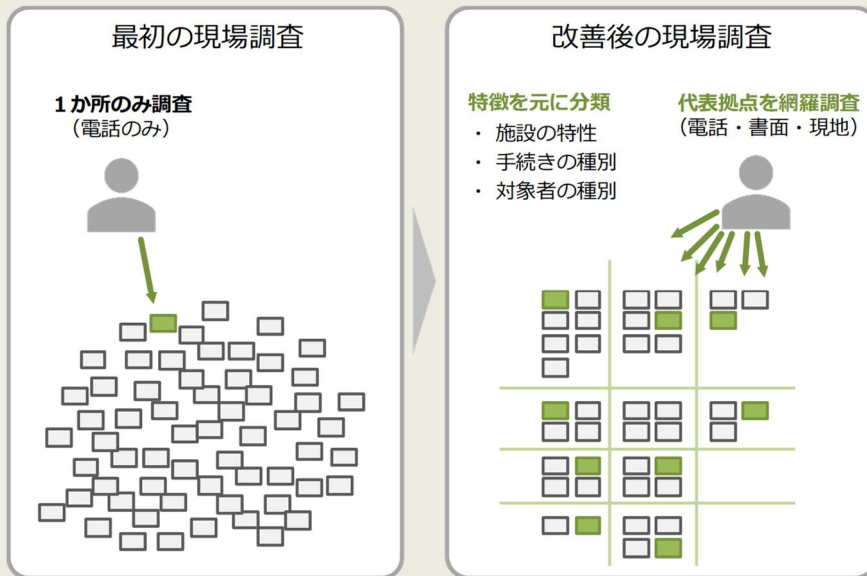 最初の現場調査
１か所のみ調査
（電話のみ）
改善後の現場調査
特徴を元に分類
・ 施設の特性
・ 手続きの種別
・ 対象者の種別
代表拠点を網羅調査
（電話・書面・現地）